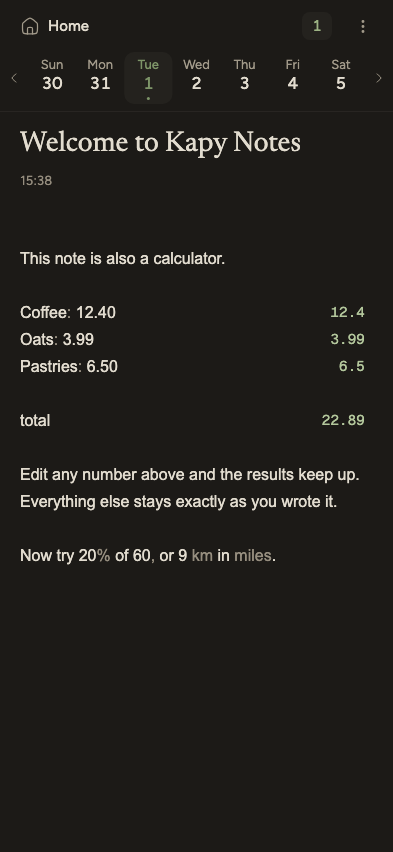 Home
1
Sun Mon Tue Wed Thu Fri Sat
30 31 1 2 3 4 5
Welcome to Kapy Notes
15:38
This note is also a calculator.
Coffee: 12.40 12.4
Oats: 3.99 3.99
Pastries: 6.50 6.5
total 22.89
Edit any number above and the results keep up.
Everything else stays exactly as you wrote it.
Now try 20% of 60, or 9 km in miles.